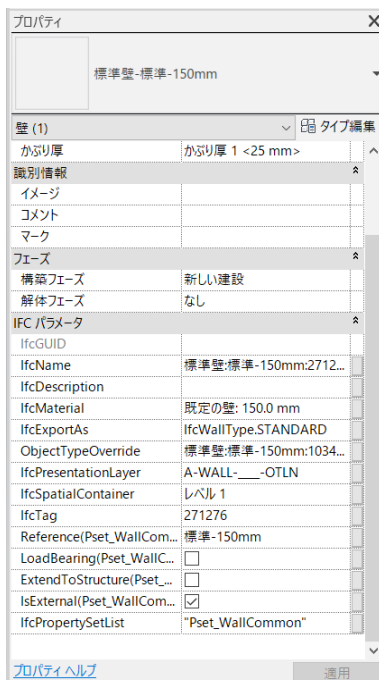 プロパティ
標準壁-標準-150mm
壁 (1) タイプ編集
かぶり厚 かぶり厚 1 <25 mm>
識別情報
イメージ
コメント
マーク
フェーズ
構築フェーズ 新しい建設
解体フェーズ なし
IFC パラメータ
IfcGUID
IfcName 標準壁:標準-150mm:2712...
IfcDescription
IfcMaterial 既定の壁: 150.0 mm
IfcExportAs IfcWallType.STANDARD
ObjectTypeOverride 標準壁:標準-150mm:1034...
IfcPresentationLayer A-WALL-___-OTLN
IfcSpatialContainer レベル 1
IfcTag 271276
Reference(Pset_WallCom... 標準-150mm
LoadBearing(Pset_WallC...
ExtendToStructure(Pset_...
IsExternal(Pset_WallCom...
IfcPropertySetList "Pset_WallCommon"
プロパティ ヘルプ 適用